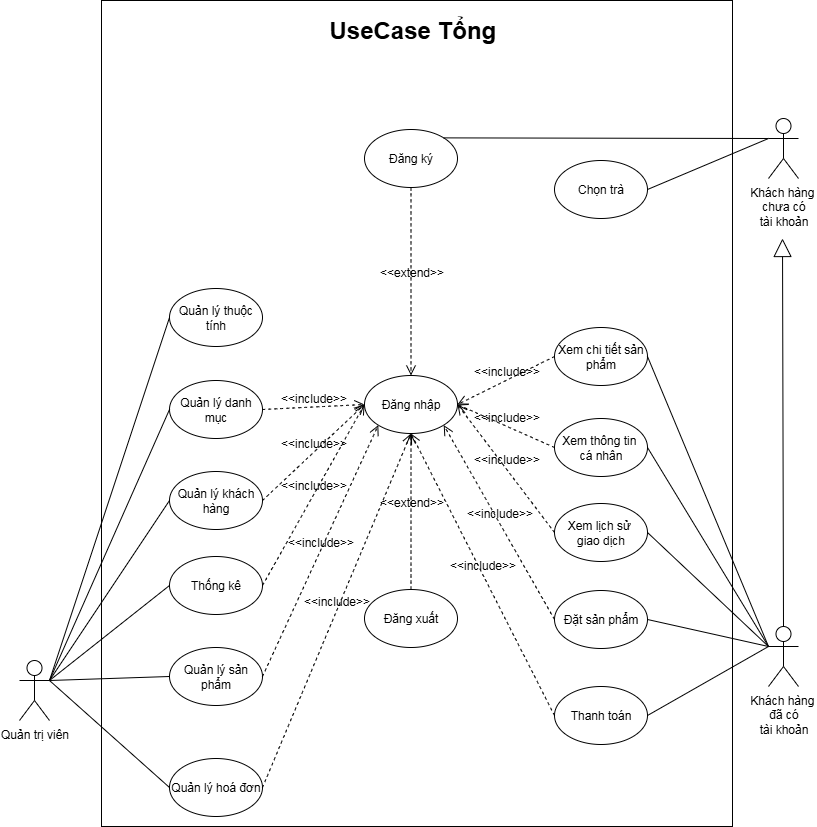 UseCase Tổng
Đăng ký
Chọn trà
Khách hàng
chưa có
tài khoản
<<extend>>
Quản lý thuộc
tính
Xem chi tiết sản
phẩm
<<include>>
Quản lý danh
mục
<<include>>
Đăng nhập
<<include>>
Xem thông tin
cá nhân
<<include>>
<<include>>
Quản lý khách
hàng
<<include>>
<<extend>>
<<include>>
Xem lịch sử
giao dịch
<<include>>
<<include>>
Thống kê
<<include>>
Đăng xuất
Đặt sản phẩm
Quản lý sản
phẩm
Khách hàng
đã có
tài khoản
Thanh toán
Quản trị viên
Quản lý hoá đơn